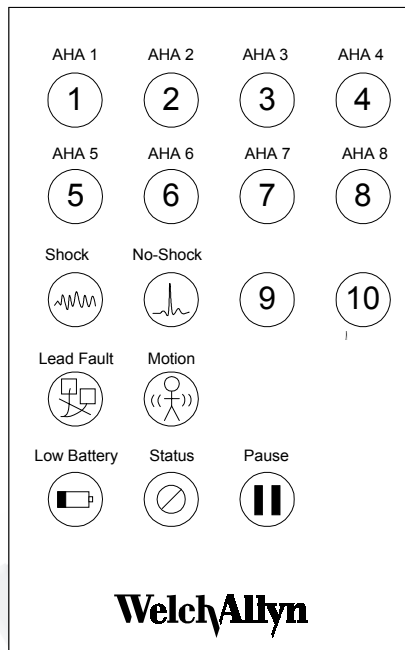 AHA 1 AHA 2 AHA 3 AHA 4
1 2 3 4
AHA 5 AHA 6 AHA 7 AHA 8
5 6 7 8
Shock No-Shock
9 10
Lead Fault Motion
Low Battery Status Pause
WelchAllyn